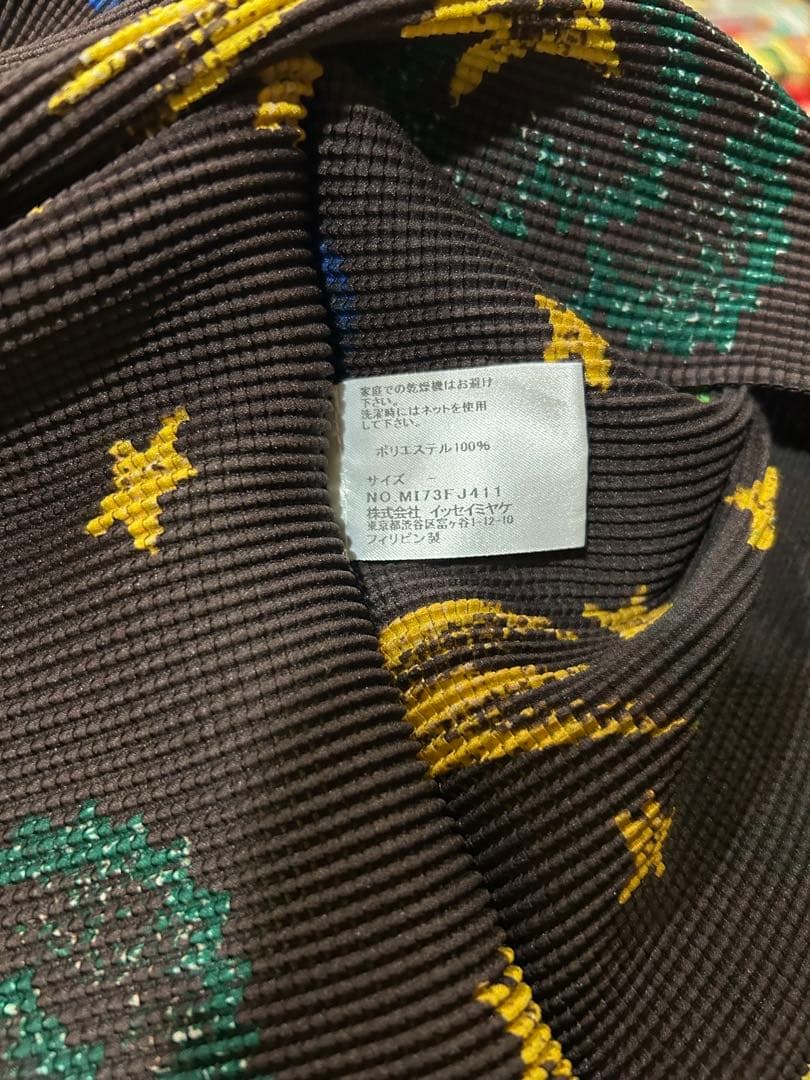 家庭での乾燥機はお避け
下さい。
洗濯時にはネットを使用
して下さい。
ポリエステル100%
サイズ -
NO.MI73FJ411
株式会社 イッセイミヤケ
東京都渋谷区富ヶ谷1-12-10
フィリピン製